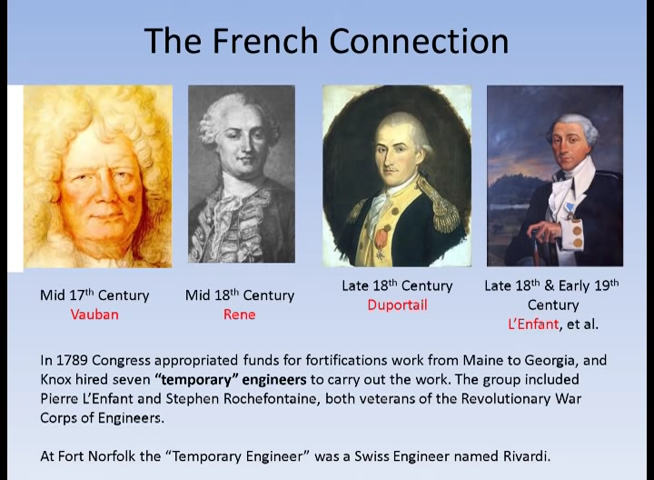 The French Connection
Mid 17th Century
Vauban
Mid 18th Century
Rene
Late 18th Century
Duportail
Late 18th & Early 19th
Century
L'Enfant, et al.
In 1789 Congress appropriated funds for fortifications work from Maine to Georgia, and
Knox hired seven "temporary" engineers to carry out the work. The group included
Pierre L'Enfant and Stephen Rochefontaine, both veterans of the Revolutionary War
Corps of Engineers.
At Fort Norfolk the "Temporary Engineer" was a Swiss Engineer named Rivardi.